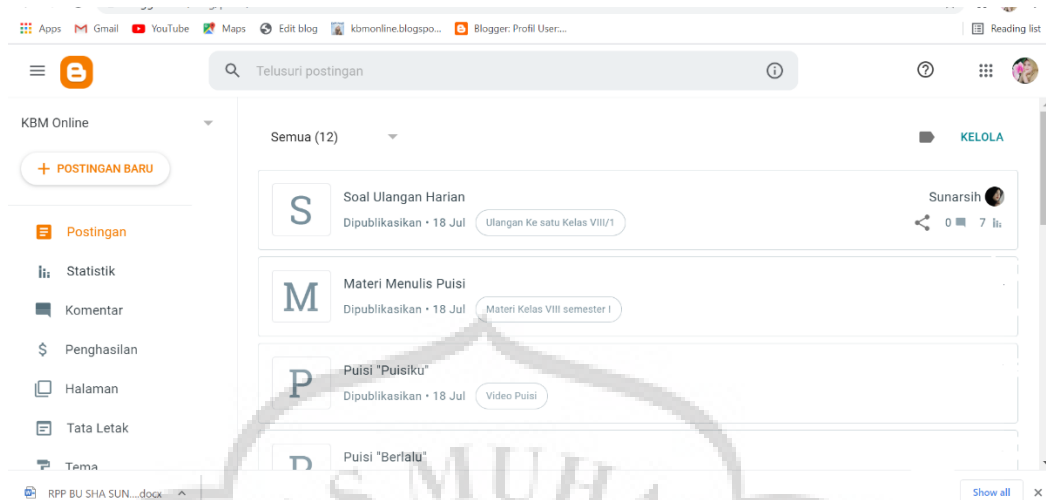 Apps Gmail YouTube Maps Edit blog kbmonline.blogspo... Blogger: Profil User:... Reading list
Telusuri postingan
KBM Online
Semua (12) KELOLA
+ POSTINGAN BARU
Soal Ulangan Harian Sunarsih
Dipublikasikan • 18 Jul Ulangan Ke satu Kelas VIII/1 0 7
Postingan
Statistik
Materi Menulis Puisi
Dipublikasikan • 18 Jul Materi Kelas VIII semester I
Komentar
Penghasilan
Puisi "Puisiku"
Dipublikasikan • 18 Jul Video Puisi
Halaman
Tata Letak
Puisi "Berlalu"
Tema
RPP BU SHA SUN....docx Show all